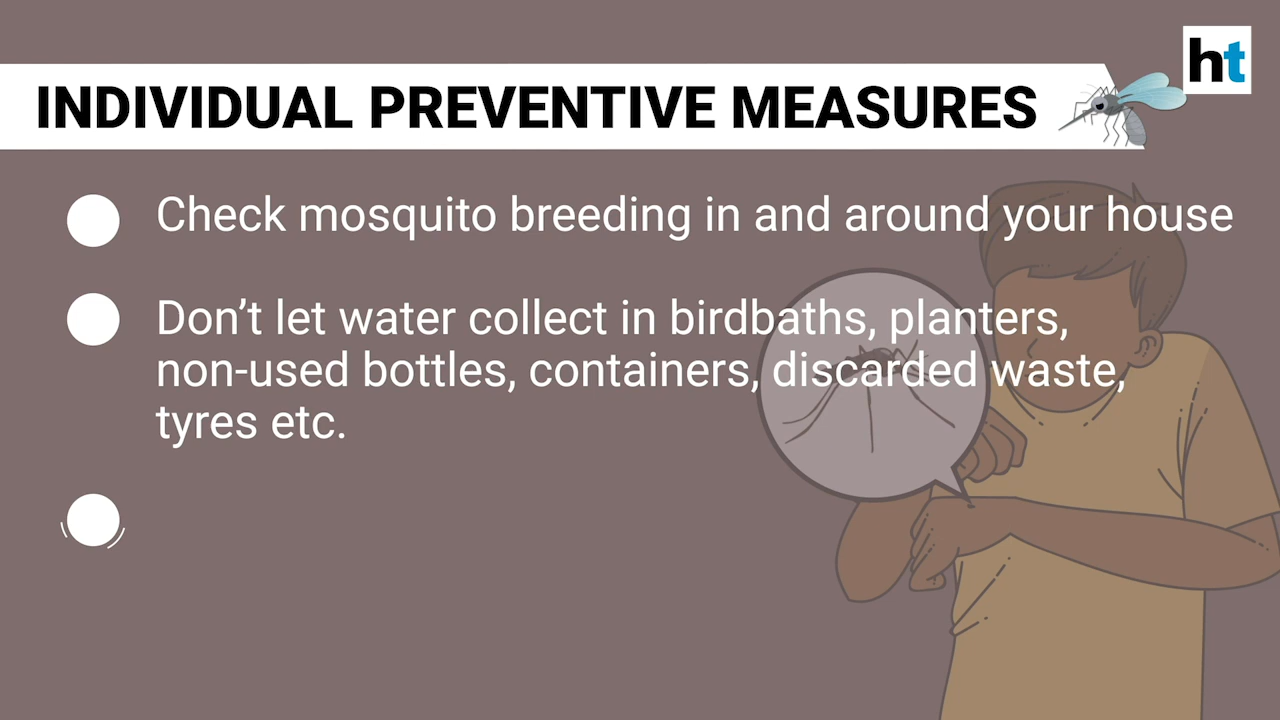 ht
INDIVIDUAL PREVENTIVE MEASURES
Check mosquito breeding in and around your house
Don’t let water collect in birdbaths, planters,
non-used bottles, containers, discarded waste,
tyres etc.